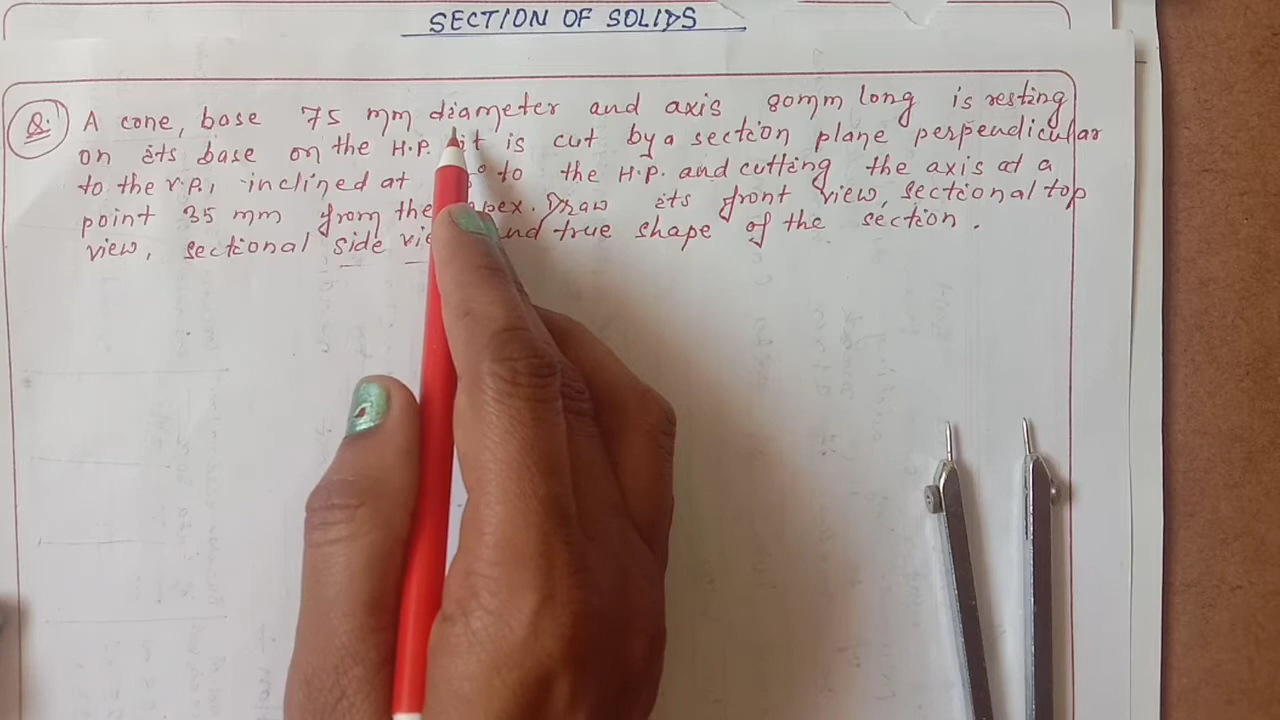 SECTION OF SOLIDS
Q. A cone, base 75 mm diameter and axis 80mm long is resting
on its base on the H.P. it is cut by a section plane perpendicular
to the V.P., inclined at to the H.P. and cutting the axis at a
point 35 mm from the apex. Draw its front view, sectional top
view, sectional side and true shape of the section.